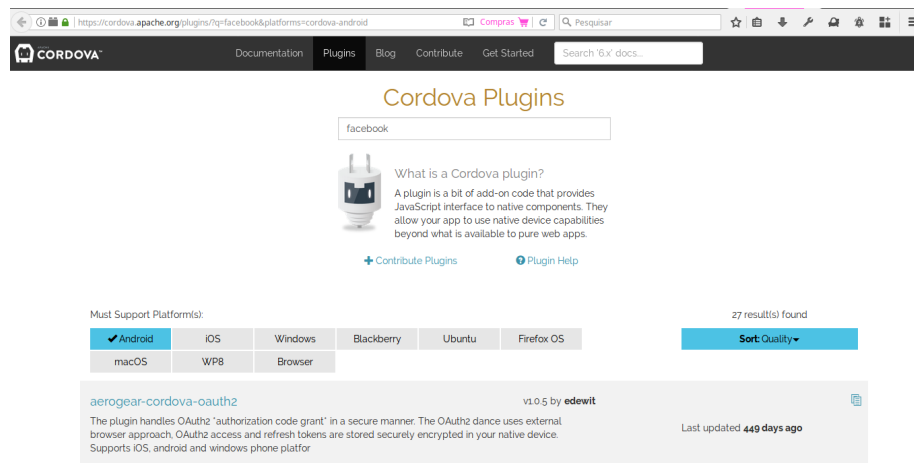 https://cordova.apache.org/plugins/?q=facebook&platforms=cordova-android
Compras
Pesquisar
CORDOVA™
Documentation
Plugins
Blog
Contribute
Get Started
Search '6.x' docs...
Cordova Plugins
facebook
What is a Cordova plugin?
A plugin is a bit of add-on code that provides
JavaScript interface to native components. They
allow your app to use native device capabilities
beyond what is available to pure web apps.
Contribute Plugins
Plugin Help
Must Support Platform(s):
27 result(s) found
Android
iOS
Windows
Blackberry
Ubuntu
Firefox OS
Sort: Quality
macOS
WP8
Browser
aerogear-cordova-oauth2
v1.0.5 by edewit
The plugin handles OAuth2 "authorization code grant" in a secure manner. The OAuth2 dance uses external
browser approach, OAuth2 access and refresh tokens are stored securely encrypted in your native device.
Supports iOS, android and windows phone platfor
Last updated 449 days ago